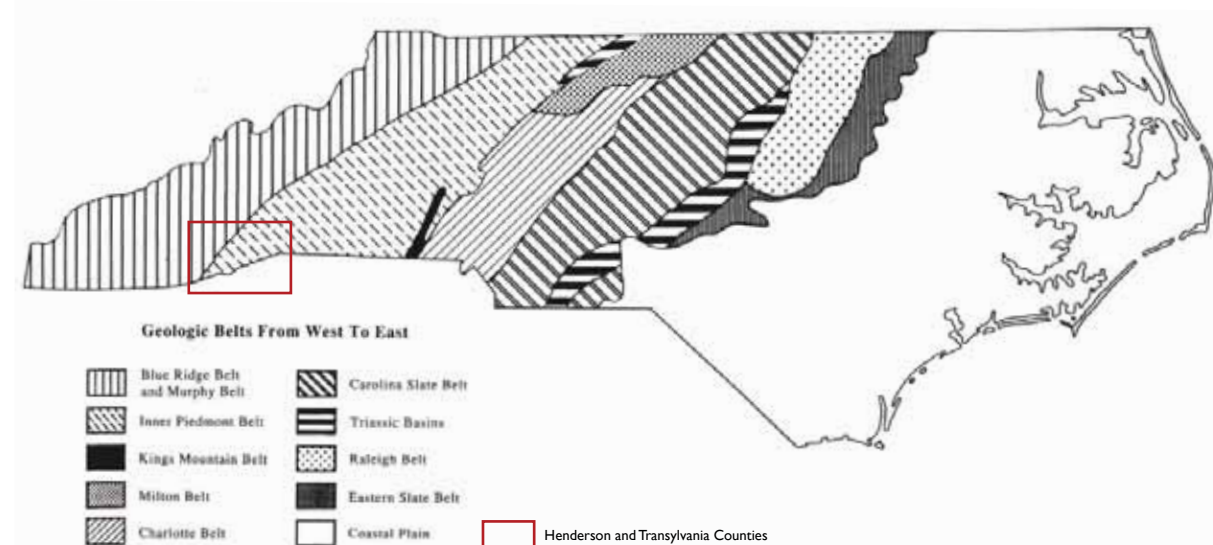 Geologic Belts From West To East
Blue Ridge Belt
and Murphy Belt
Inner Piedmont Belt
Kings Mountain Belt
Milton Belt
Charlotte Belt
Carolina Slate Belt
Triassic Basins
Raleigh Belt
Eastern Slate Belt
Coastal Plain
Henderson and Transylvania Counties